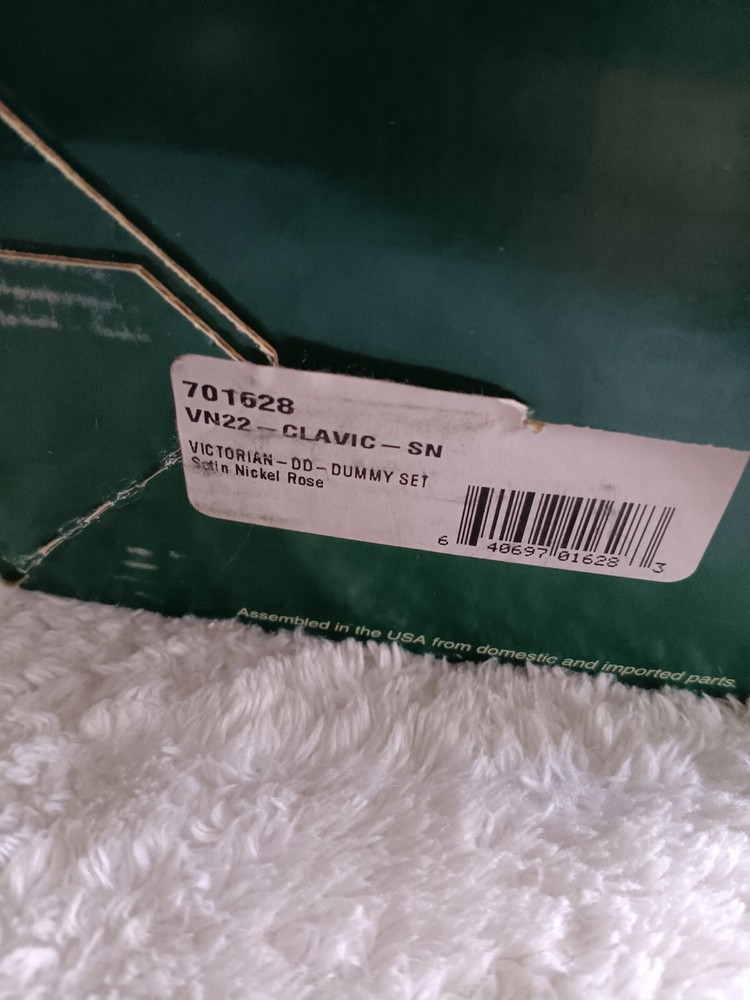 701628
VN22-CLAVIC-SN
VICTORIAN-DD-DUMMY SET
Satin Nickel Rose
6 40697 01628 3
Assembled in the USA from domestic and imported parts.